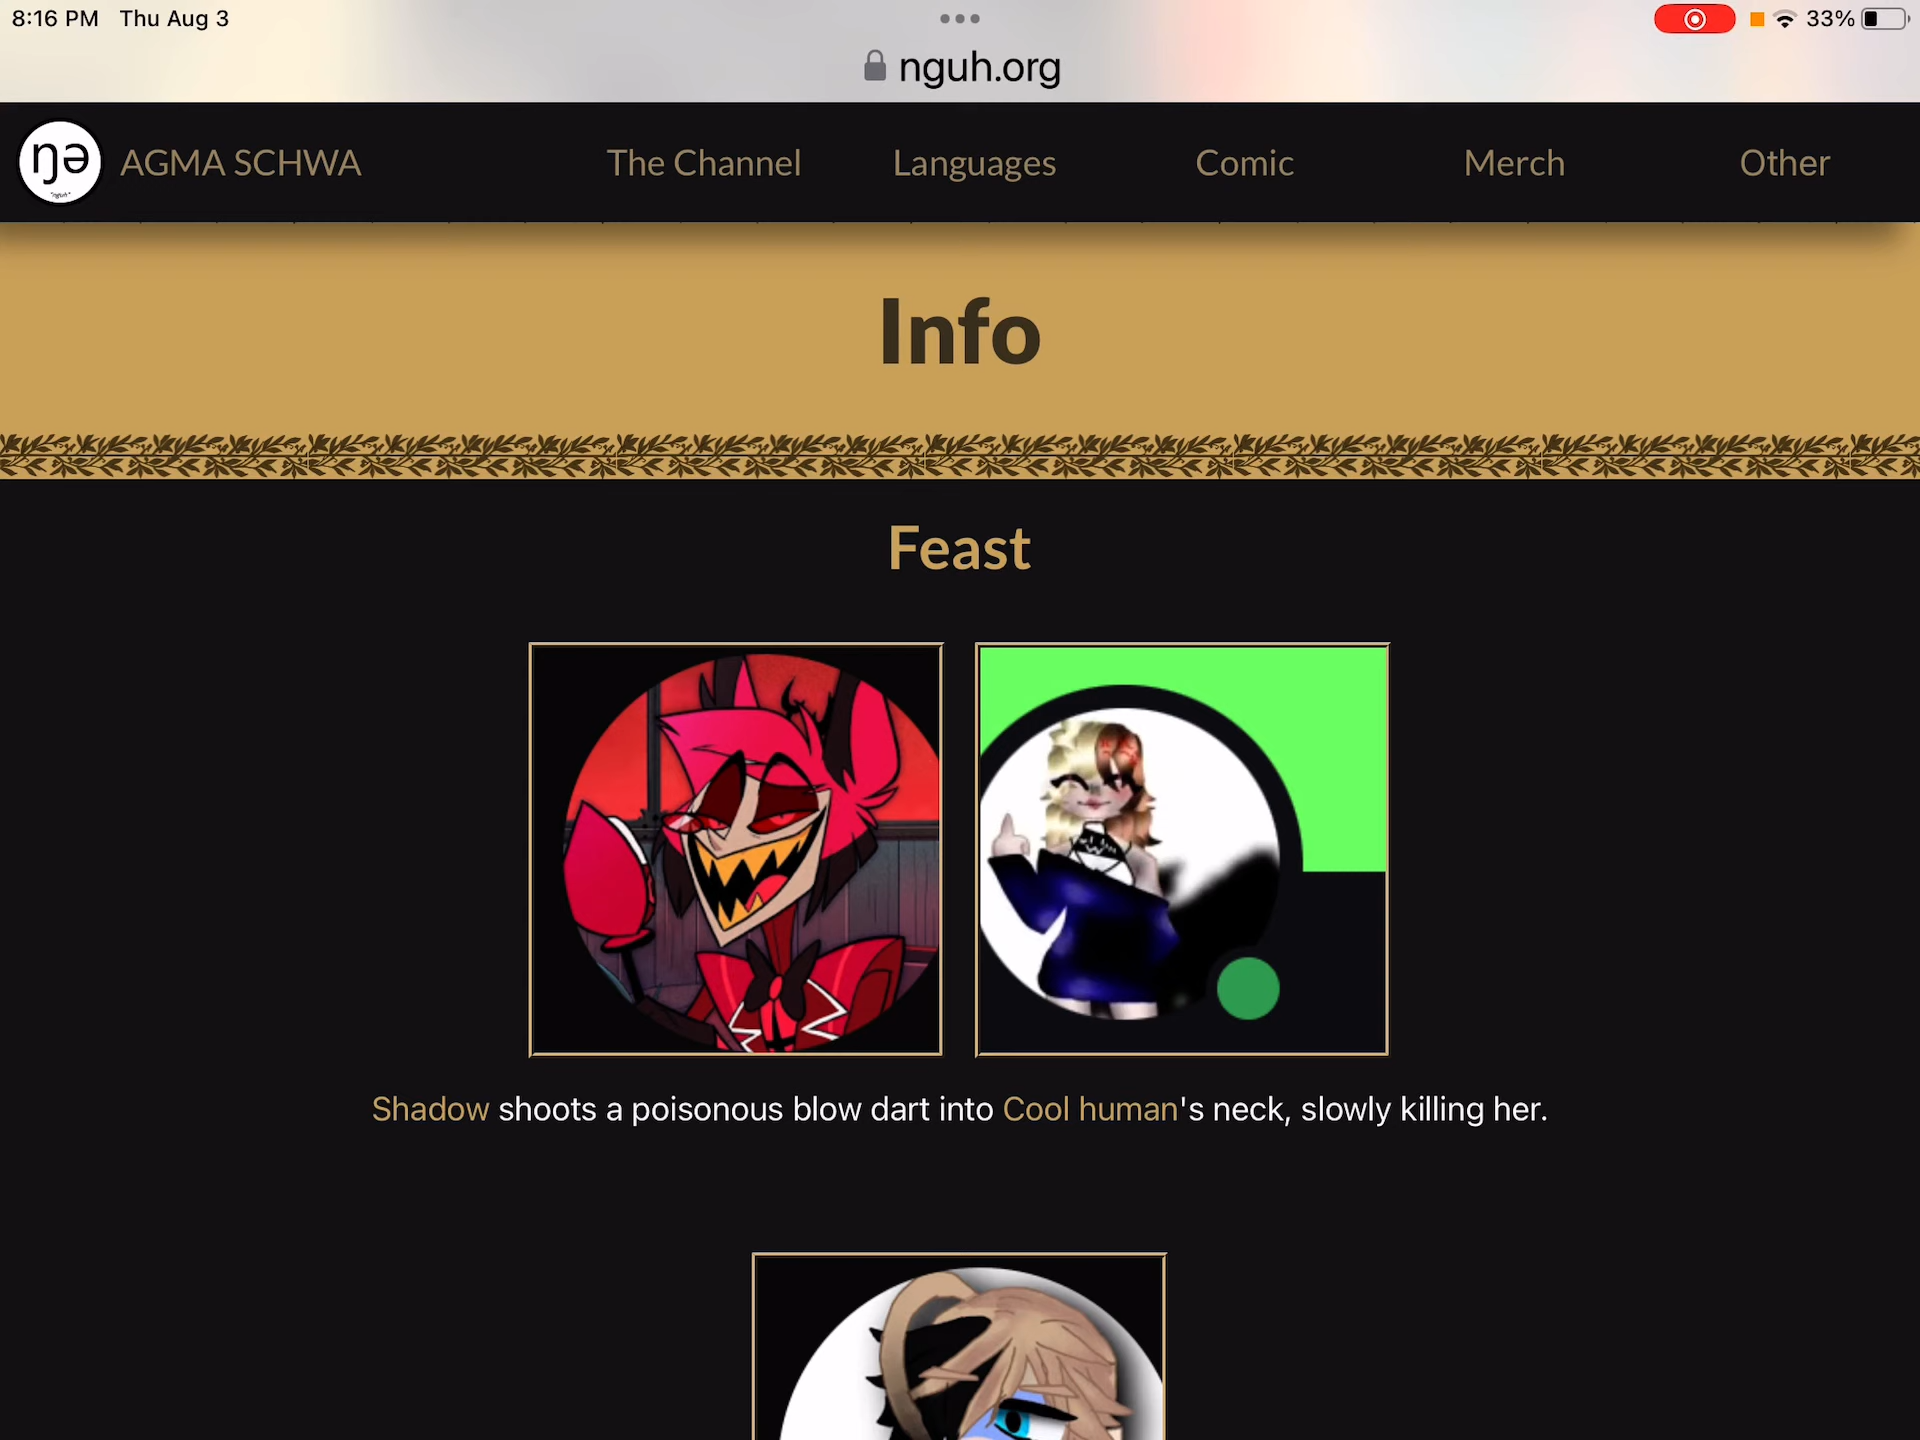 8:16 PM Thu Aug 3
33%
nguh.org
ŋə
AGMA SCHWA
The Channel
Languages
Comic
Merch
Other
Info
Feast
Shadow shoots a poisonous blow dart into Cool human's neck, slowly killing her.